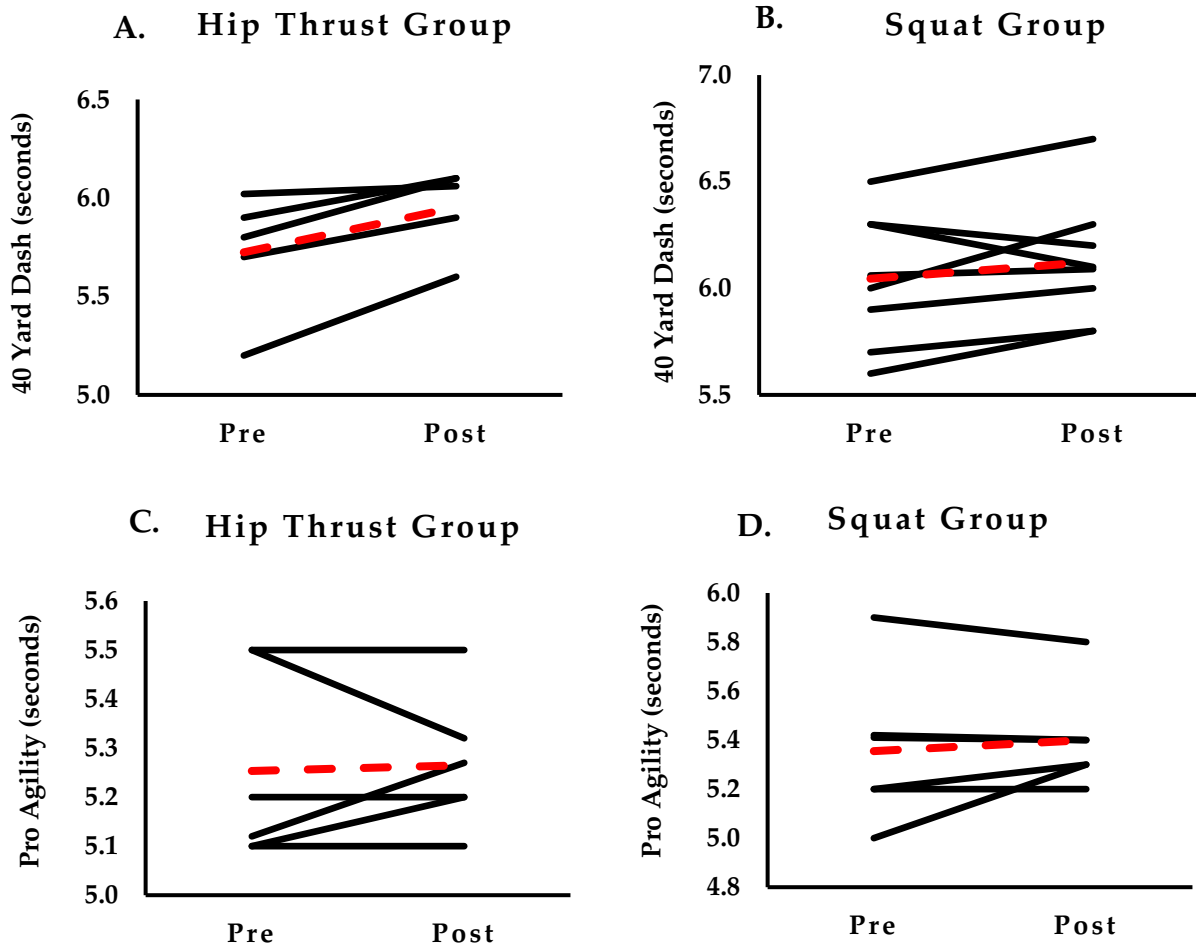 A. Hip Thrust Group
40 Yard Dash (seconds)
6.5
6.0
5.5
5.0
Pre Post
B. Squat Group
40 Yard Dash (seconds)
7.0
6.5
6.0
5.5
Pre Post
C. Hip Thrust Group
Pro Agility (seconds)
5.6
5.5
5.4
5.3
5.2
5.1
5.0
Pre Post
D. Squat Group
Pro Agility (seconds)
6.0
5.8
5.6
5.4
5.2
5.0
4.8
Pre Post